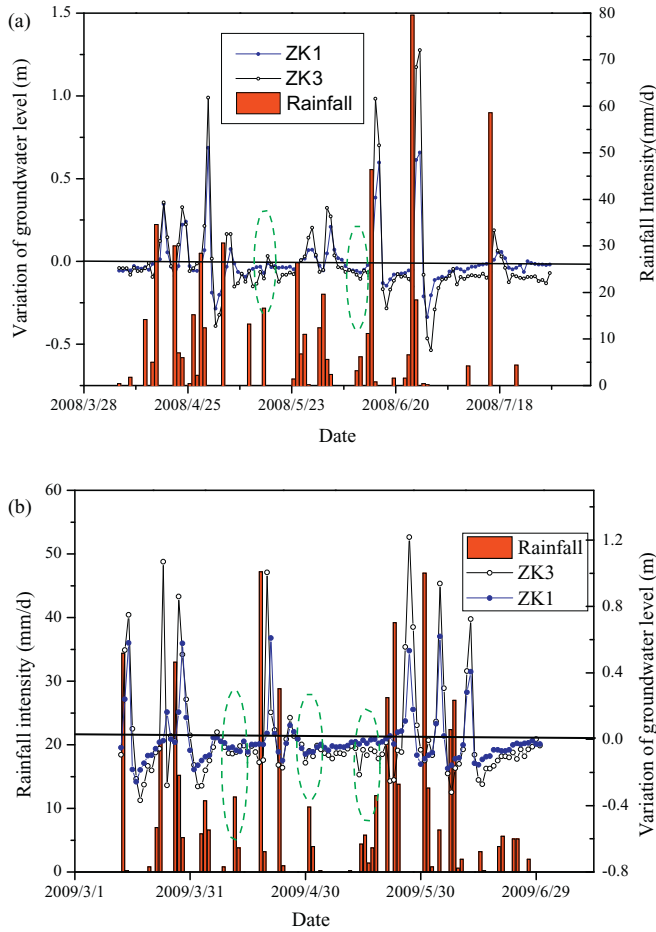 (a)
1.5
1.0
0.5
0.0
-0.5
Variation of groundwater level (m)
ZK1
ZK3
Rainfall
80
70
60
50
40
30
20
10
0
Rainfall Intensity(mm/d)
2008/3/28
2008/4/25
2008/5/23
2008/6/20
2008/7/18
Date
(b)
60
50
40
30
20
10
0
Rainfall intensity (mm/d)
Rainfall
ZK3
ZK1
1.2
0.8
0.4
0.0
-0.4
-0.8
Variation of groundwater level (m)
2009/3/1
2009/3/31
2009/4/30
2009/5/30
2009/6/29
Date